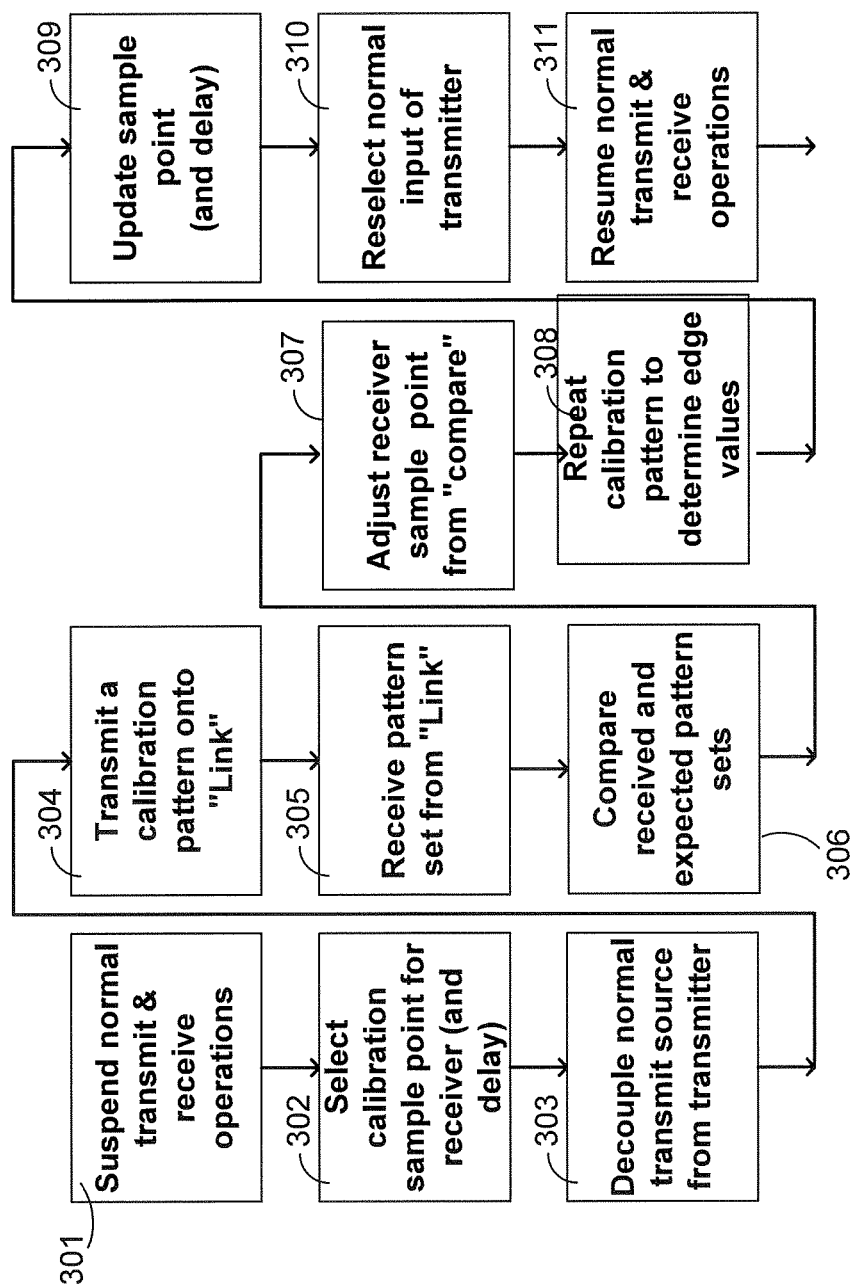 301
Suspend normal
transmit &
receive
operations
302
Select
calibration
sample point for
receiver (and
delay)
303
Decouple normal
transmit source
from transmitter
304
Transmit a
calibration
pattern onto
"Link"
305
Receive pattern
set from "Link"
306
Compare
received and
expected pattern
sets
307
Adjust receiver
sample point
from "compare"
308
Repeat
calibration
pattern to
determine edge
values
309
Update sample
point
(and delay)
310
Reselect normal
input of
transmitter
311
Resume normal
transmit &
receive
operations